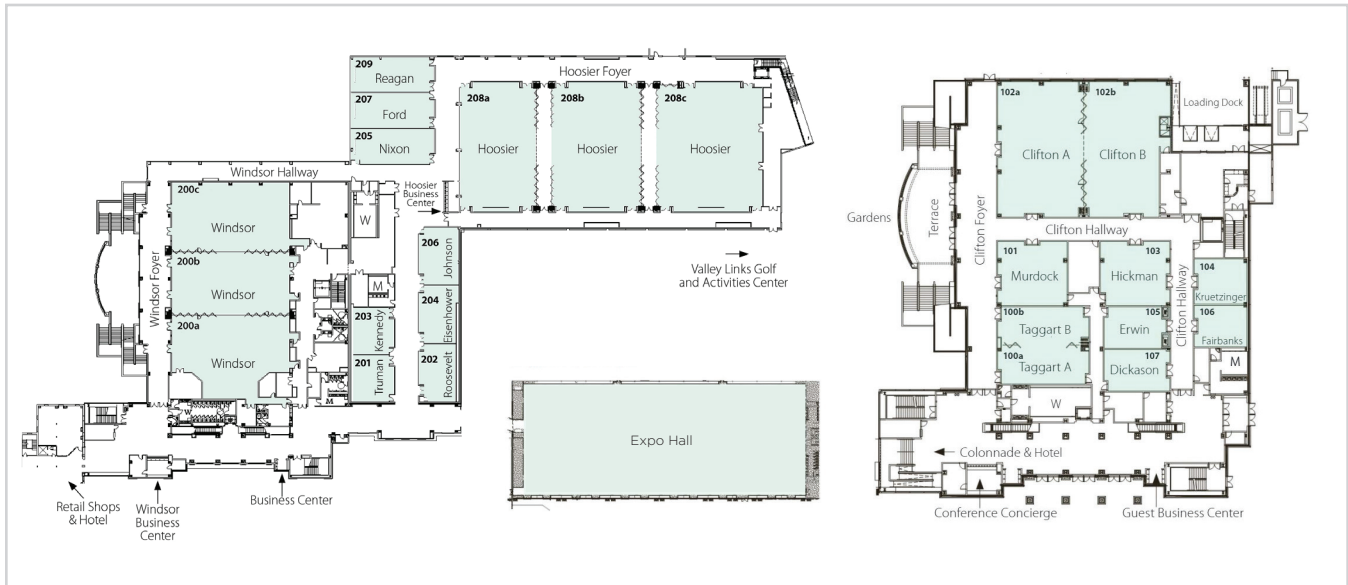 209
Reagan
207
Ford
205
Nixon
Hoosier Foyer
208a
Hoosier
208b
Hoosier
208c
Hoosier
Windsor Hallway
Hoosier
Business
Center
200c
Windsor
200b
Windsor
200a
Windsor
Windsor Foyer
W
M
W
M
206
Johnson
204
Eisenhower
202
Roosevelt
203
Kennedy
201
Truman
Valley Links Golf
and Activities Center
Expo Hall
Retail Shops
& Hotel
Windsor
Business
Center
Business Center
102a
Clifton A
102b
Clifton B
Loading Dock
Gardens
Terrace
Clifton Foyer
Clifton Hallway
101
Murdock
103
Hickman
Clifton Hallway
104
Kruetzinger
100b
Taggart B
100a
Taggart A
105
Erwin
106
Fairbanks
107
Dickason
M
W
Colonnade & Hotel
Conference Concierge
Guest Business Center